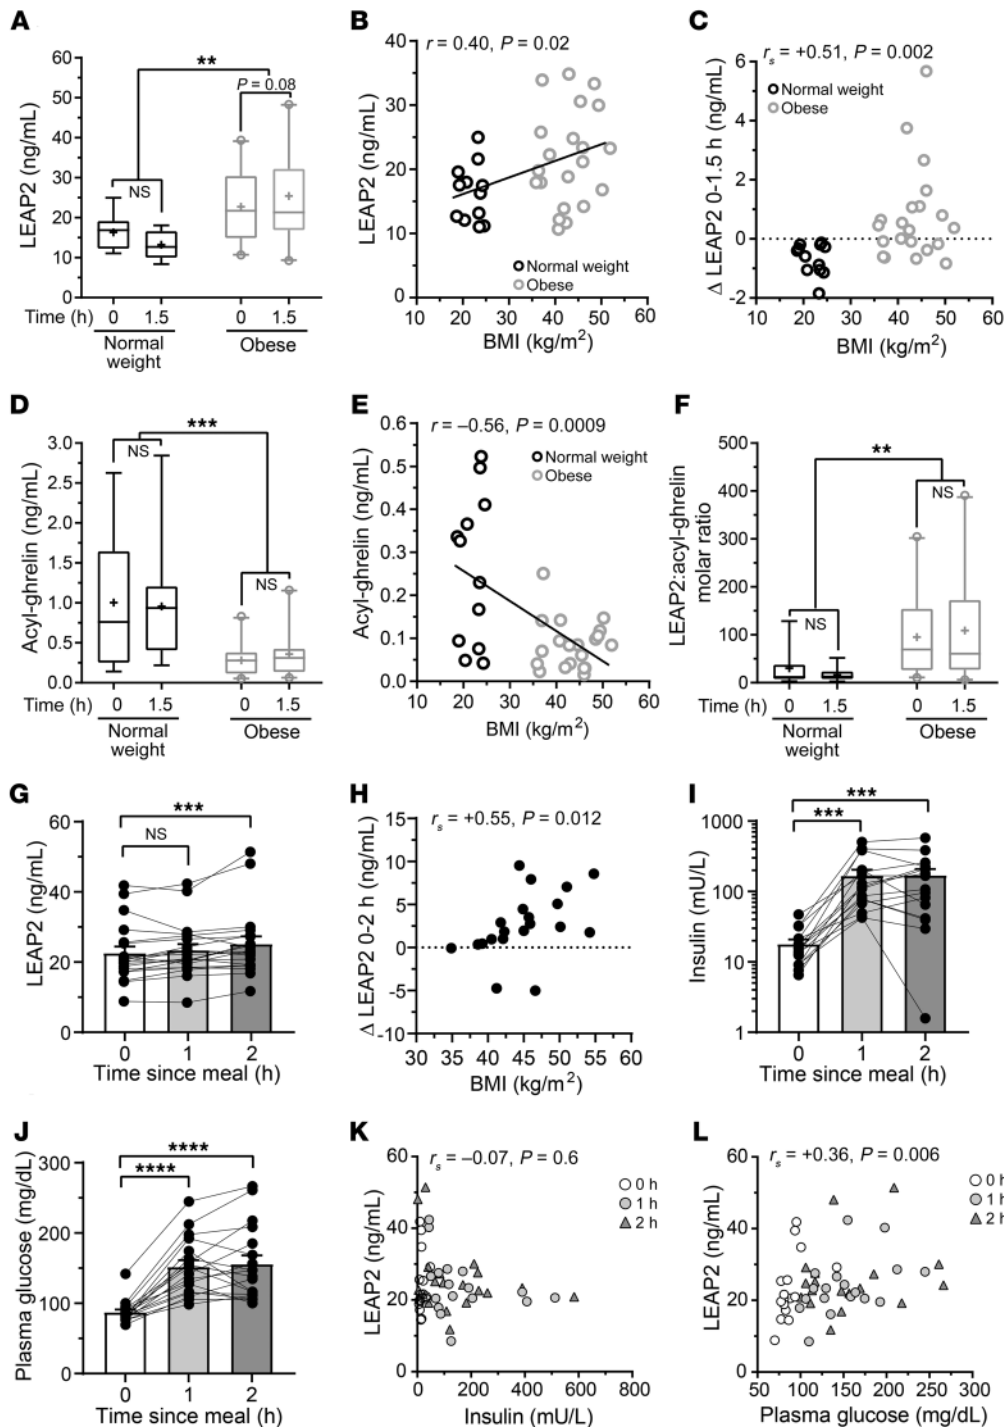 A
LEAP2 (ng/mL)
60
50
40
30
20
10
0
**
P = 0.08
NS
Time (h) 0 1.5 0 1.5
Normal weight
Obese
B
r = 0.40, P = 0.02
LEAP2 (ng/mL)
40
30
20
10
0
Normal weight
Obese
10 20 30 40 50 60
BMI (kg/m²)
C
rs = +0.51, P = 0.002
Δ LEAP2 0-1.5 h (ng/mL)
6
4
2
0
-2
Normal weight
Obese
10 20 30 40 50 60
BMI (kg/m²)
D
Acyl-ghrelin (ng/mL)
3.0
2.5
2.0
1.5
1.0
0.5
0.0
***
NS
NS
Time (h) 0 1.5 0 1.5
Normal weight
Obese
E
r = –0.56, P = 0.0009
Acyl-ghrelin (ng/mL)
0.6
0.5
0.4
0.3
0.2
0.1
0.0
Normal weight
Obese
10 20 30 40 50 60
BMI (kg/m²)
F
LEAP2:acyl-ghrelin
molar ratio
500
400
300
200
100
0
**
NS
NS
Time (h) 0 1.5 0 1.5
Normal weight
Obese
G
LEAP2 (ng/mL)
60
40
20
0
***
NS
0 1 2
Time since meal (h)
H
rs = +0.55, P = 0.012
Δ LEAP2 0-2 h (ng/mL)
15
10
5
0
-5
-10
30 35 40 45 50 55 60
BMI (kg/m²)
I
Insulin (mU/L)
1000
100
10
1
***
***
0 1 2
Time since meal (h)
J
Plasma glucose (mg/dL)
300
200
100
0
****
****
0 1 2
Time since meal (h)
K
rs = –0.07, P = 0.6
LEAP2 (ng/mL)
60
40
20
0
0 h
1 h
2 h
0 200 400 600 800
Insulin (mU/L)
L
rs = +0.36, P = 0.006
LEAP2 (ng/mL)
60
40
20
0
0 h
1 h
2 h
50 100 150 200 250 300
Plasma glucose (mg/dL)